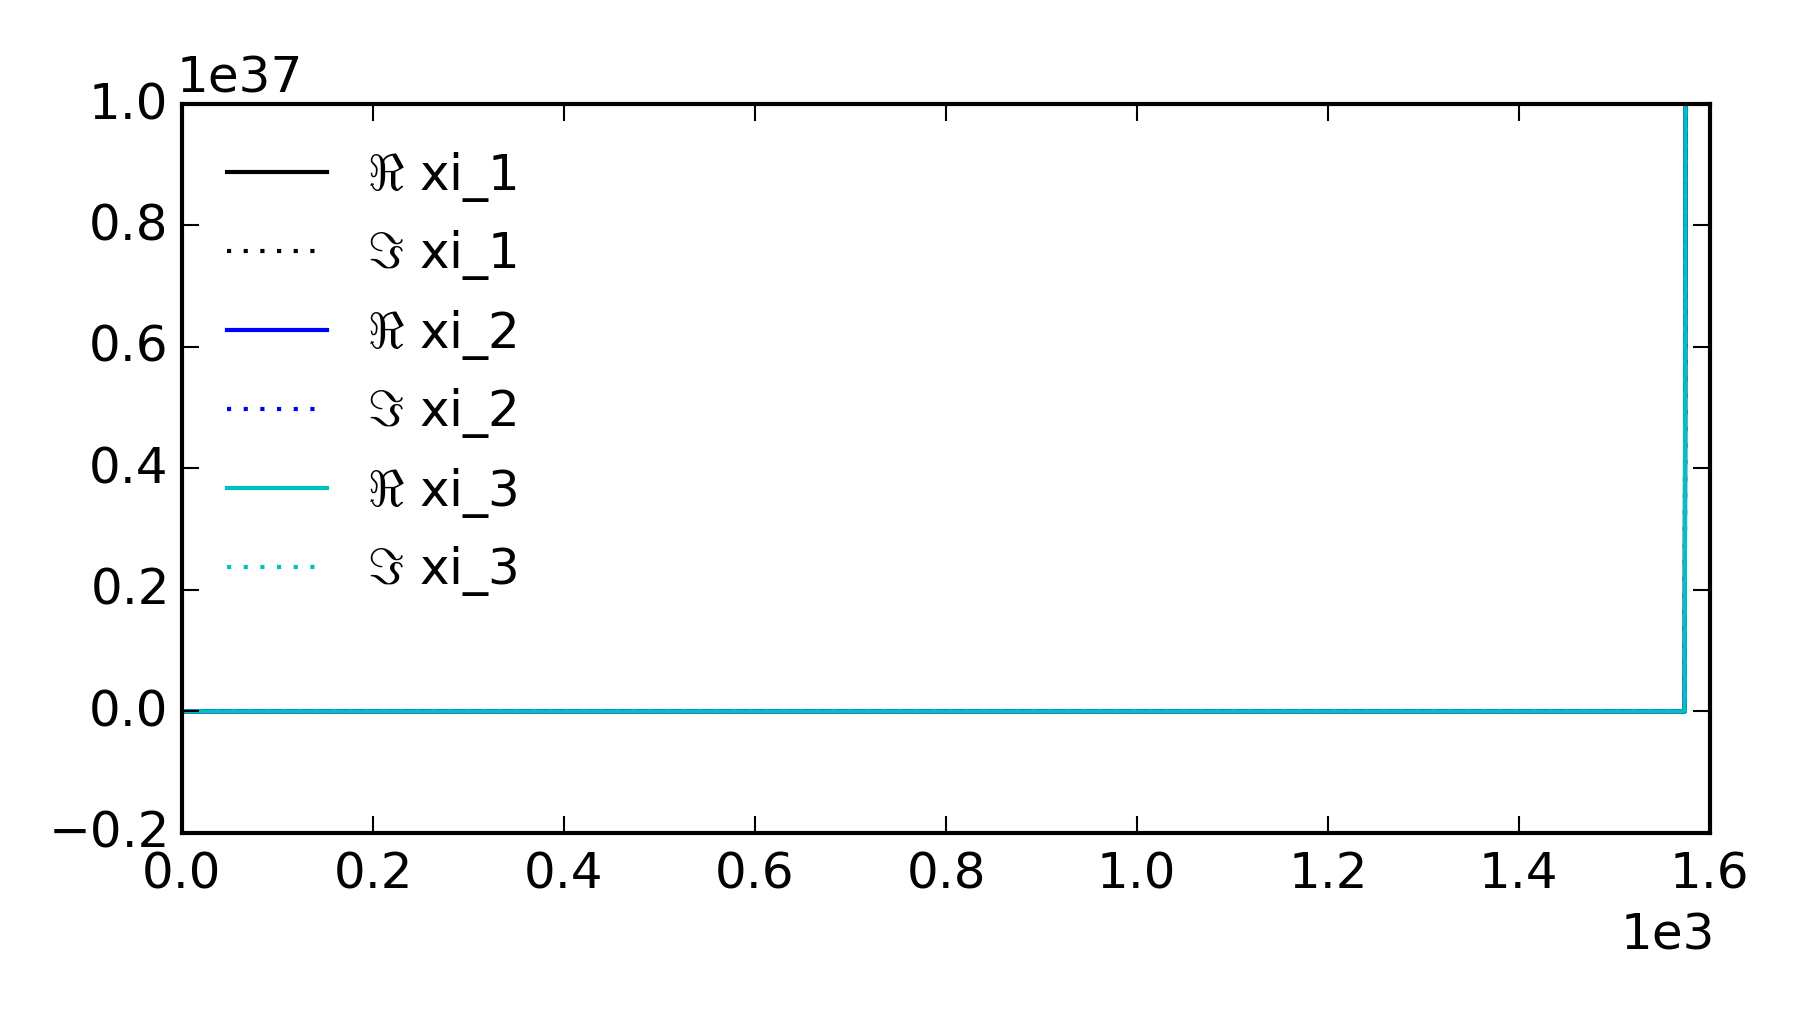 1e37
1.0
0.8
0.6
0.4
0.2
0.0
−0.2
ℜ xi_1
ℑ xi_1
ℜ xi_2
ℑ xi_2
ℜ xi_3
ℑ xi_3
0.0 0.2 0.4 0.6 0.8 1.0 1.2 1.4 1.6
1e3